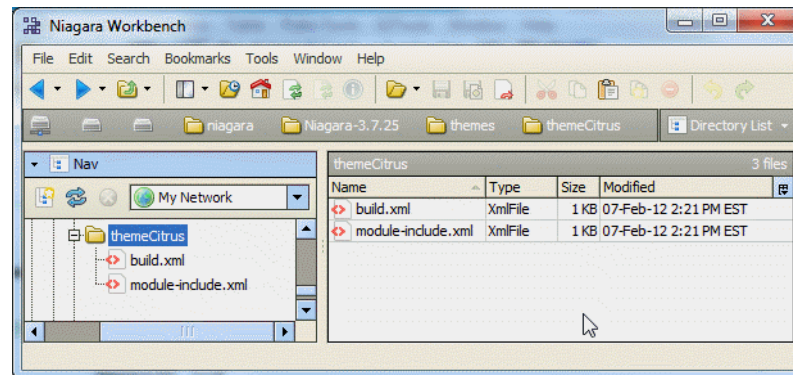 Niagara Workbench
File Edit Search Bookmarks Tools Window Help
niagara Niagara-3.7.25 themes themeCitrus Directory List
Nav
My Network
themeCitrus
build.xml
module-include.xml
themeCitrus 3 files
Name Type Size Modified
build.xml XmlFile 1 KB 07-Feb-12 2:21 PM EST
module-include.xml XmlFile 1 KB 07-Feb-12 2:21 PM EST